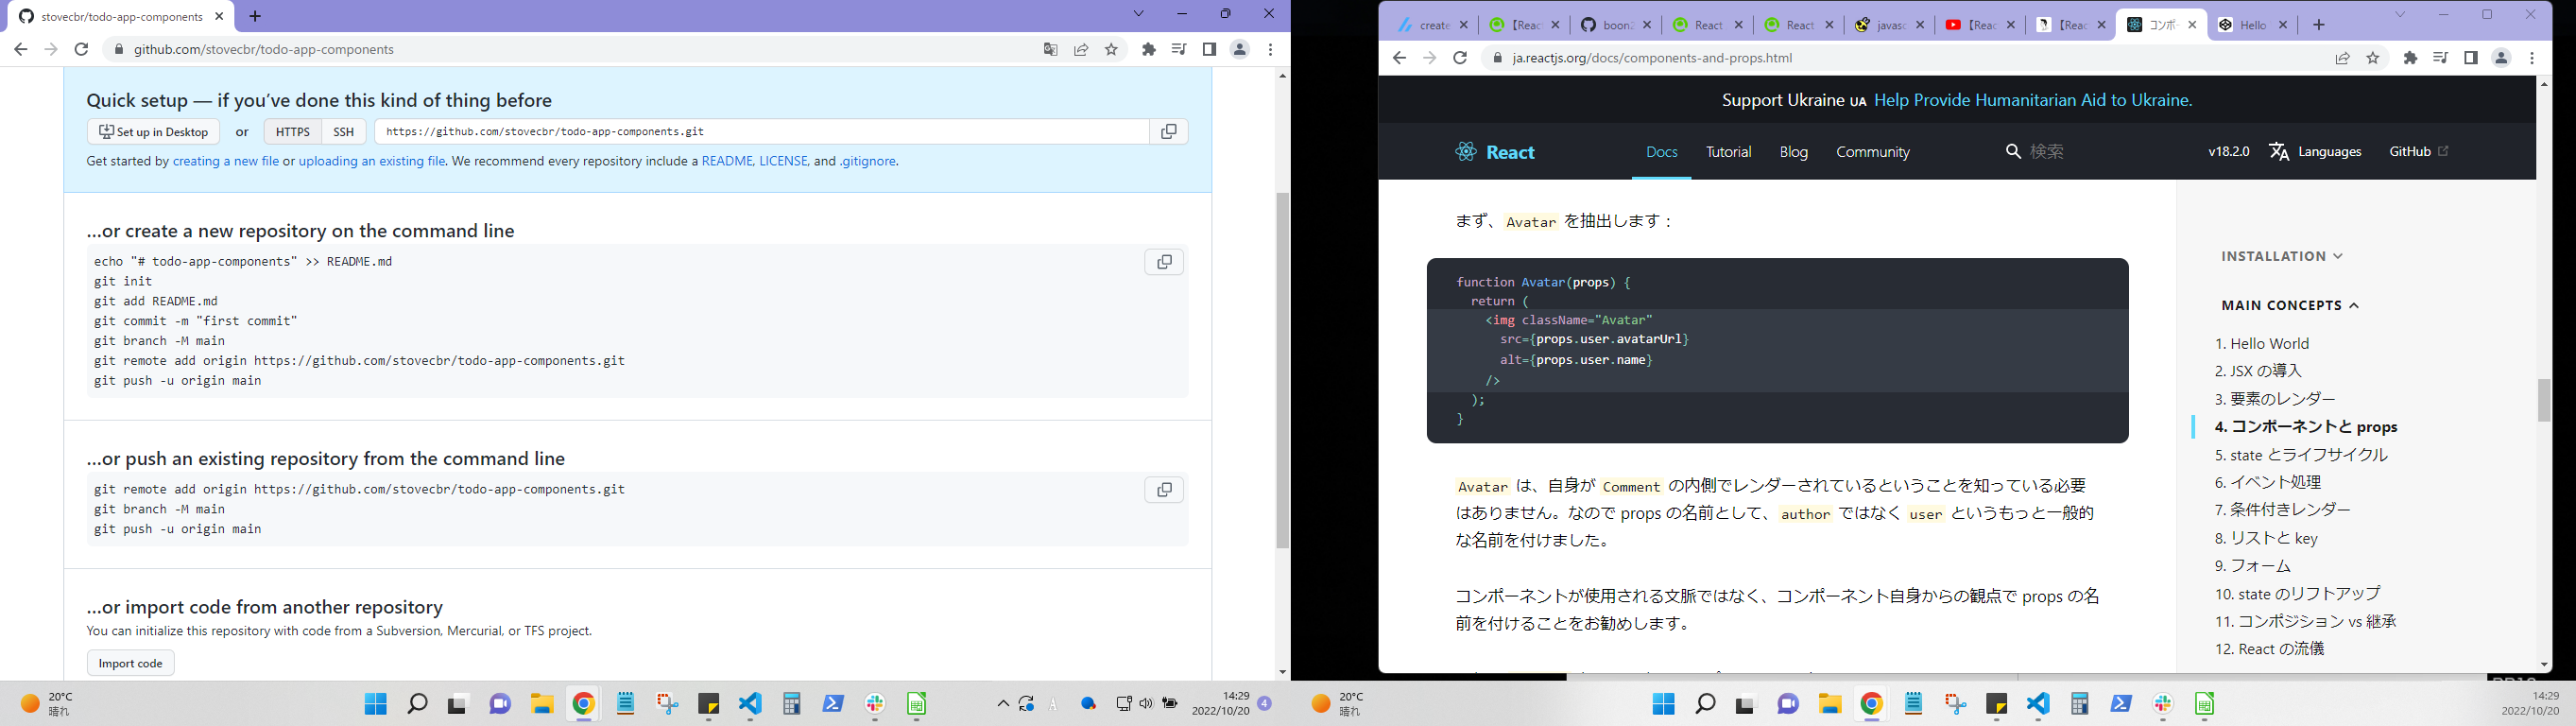 stovecbr/todo-app-components
github.com/stovecbr/todo-app-components
Quick setup — if you've done this kind of thing before
Set up in Desktop or HTTPS SSH https://github.com/stovecbr/todo-app-components.git
Get started by creating a new file or uploading an existing file. We recommend every repository include a README, LICENSE, and .gitignore.
...or create a new repository on the command line
echo "# todo-app-components" >> README.md
git init
git add README.md
git commit -m "first commit"
git branch -M main
git remote add origin https://github.com/stovecbr/todo-app-components.git
git push -u origin main
...or push an existing repository from the command line
git remote add origin https://github.com/stovecbr/todo-app-components.git
git branch -M main
git push -u origin main
...or import code from another repository
You can initialize this repository with code from a Subversion, Mercurial, or TFS project.
Import code
20°C
晴れ
A
14:29
2022/10/20
4
create 【Reac boon2 React React javasc 【Reac 【Reac コンポー Hello
ja.reactjs.org/docs/components-and-props.html
Support Ukraine UA Help Provide Humanitarian Aid to Ukraine.
React Docs Tutorial Blog Community 検索 v18.2.0 Languages GitHub
まず、Avatar を抽出します：
function Avatar(props) {
return (
<img className="Avatar"
src={props.user.avatarUrl}
alt={props.user.name}
/>
);
}
Avatar は、自身が Comment の内側でレンダーされているということを知っている必要
はありません。なので props の名前として、author ではなく user というもっと一般的
な名前を付けました。
コンポーネントが使用される文脈ではなく、コンポーネント自身からの観点で props の名
前を付けることをお勧めします。
INSTALLATION
MAIN CONCEPTS
1. Hello World
2. JSX の導入
3. 要素のレンダー
4. コンポーネントと props
5. state とライフサイクル
6. イベント処理
7. 条件付きレンダー
8. リストと key
9. フォーム
10. state のリフトアップ
11. コンポジション vs 継承
12. React の流儀
20°C
晴れ
14:29
2022/10/20